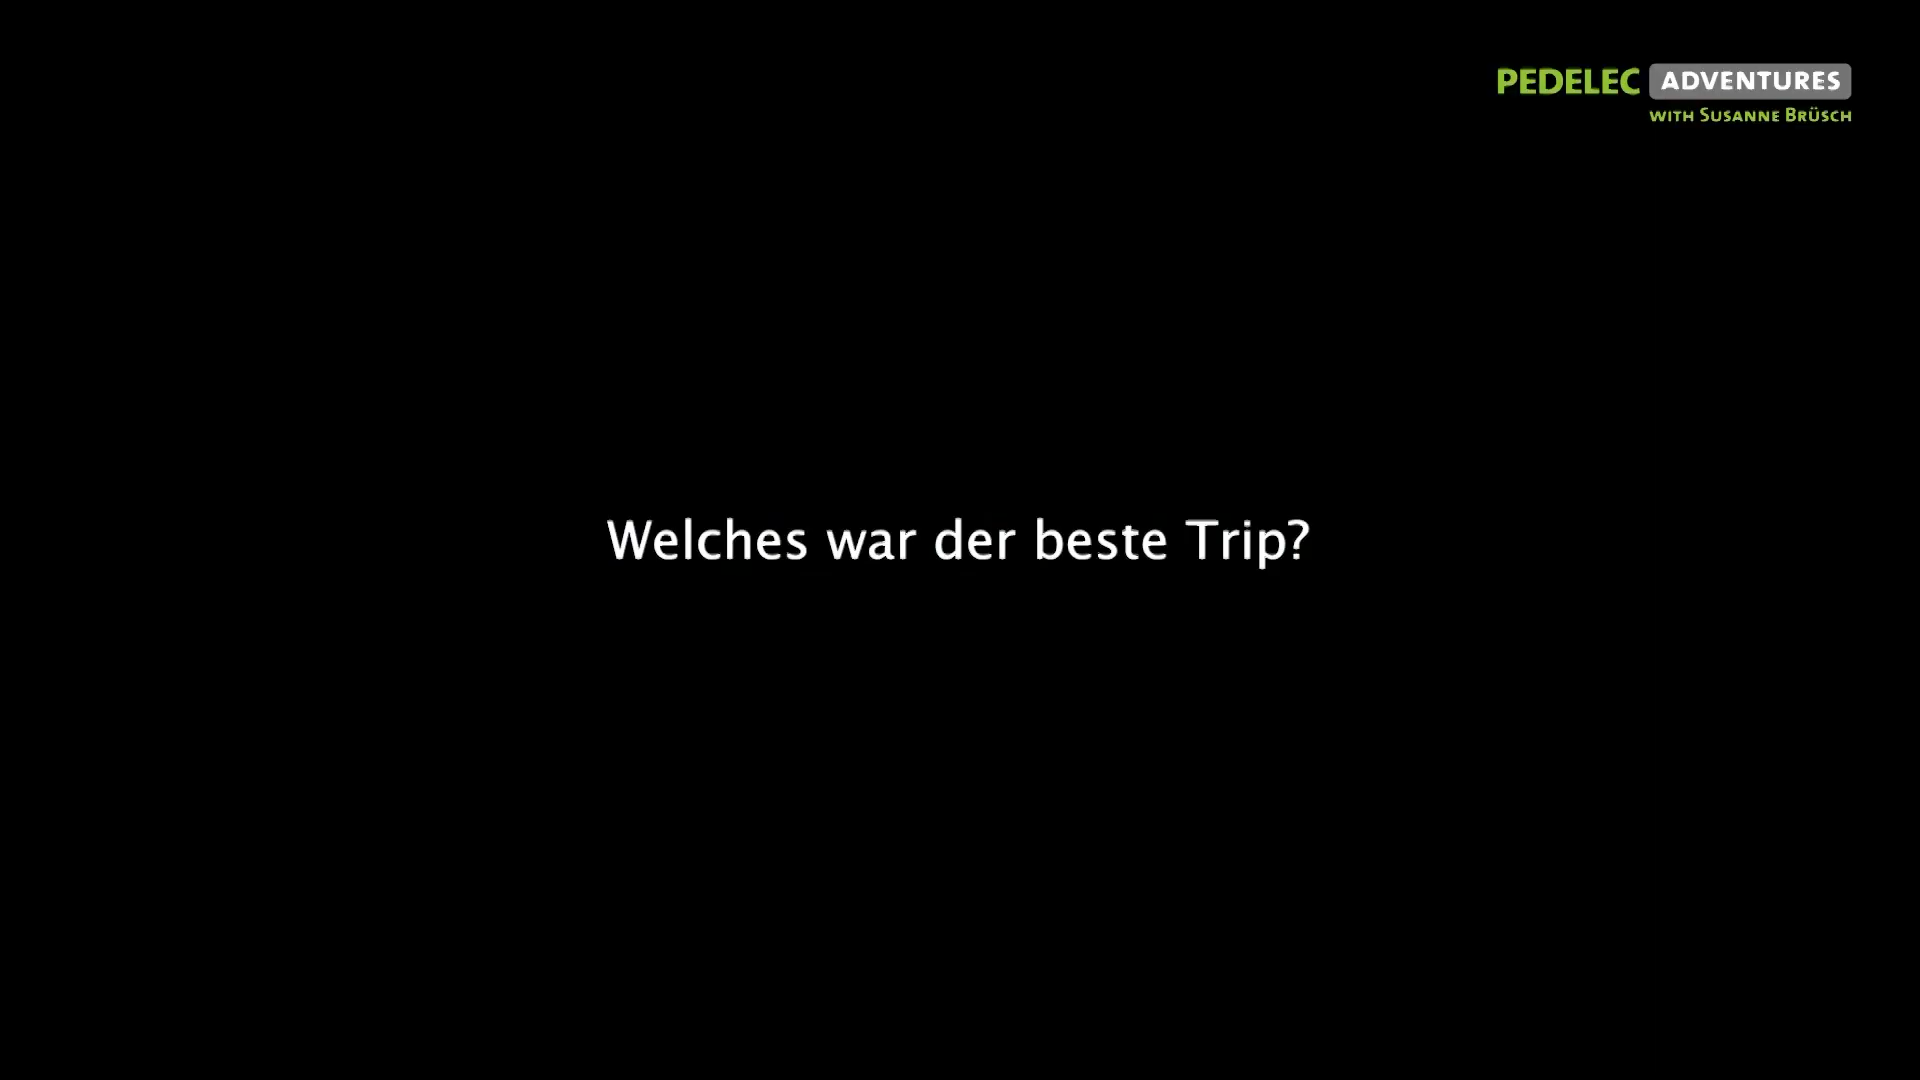 PEDELEC ADVENTURES
WITH SUSANNE BRÜSCH
Welches war der beste Trip?